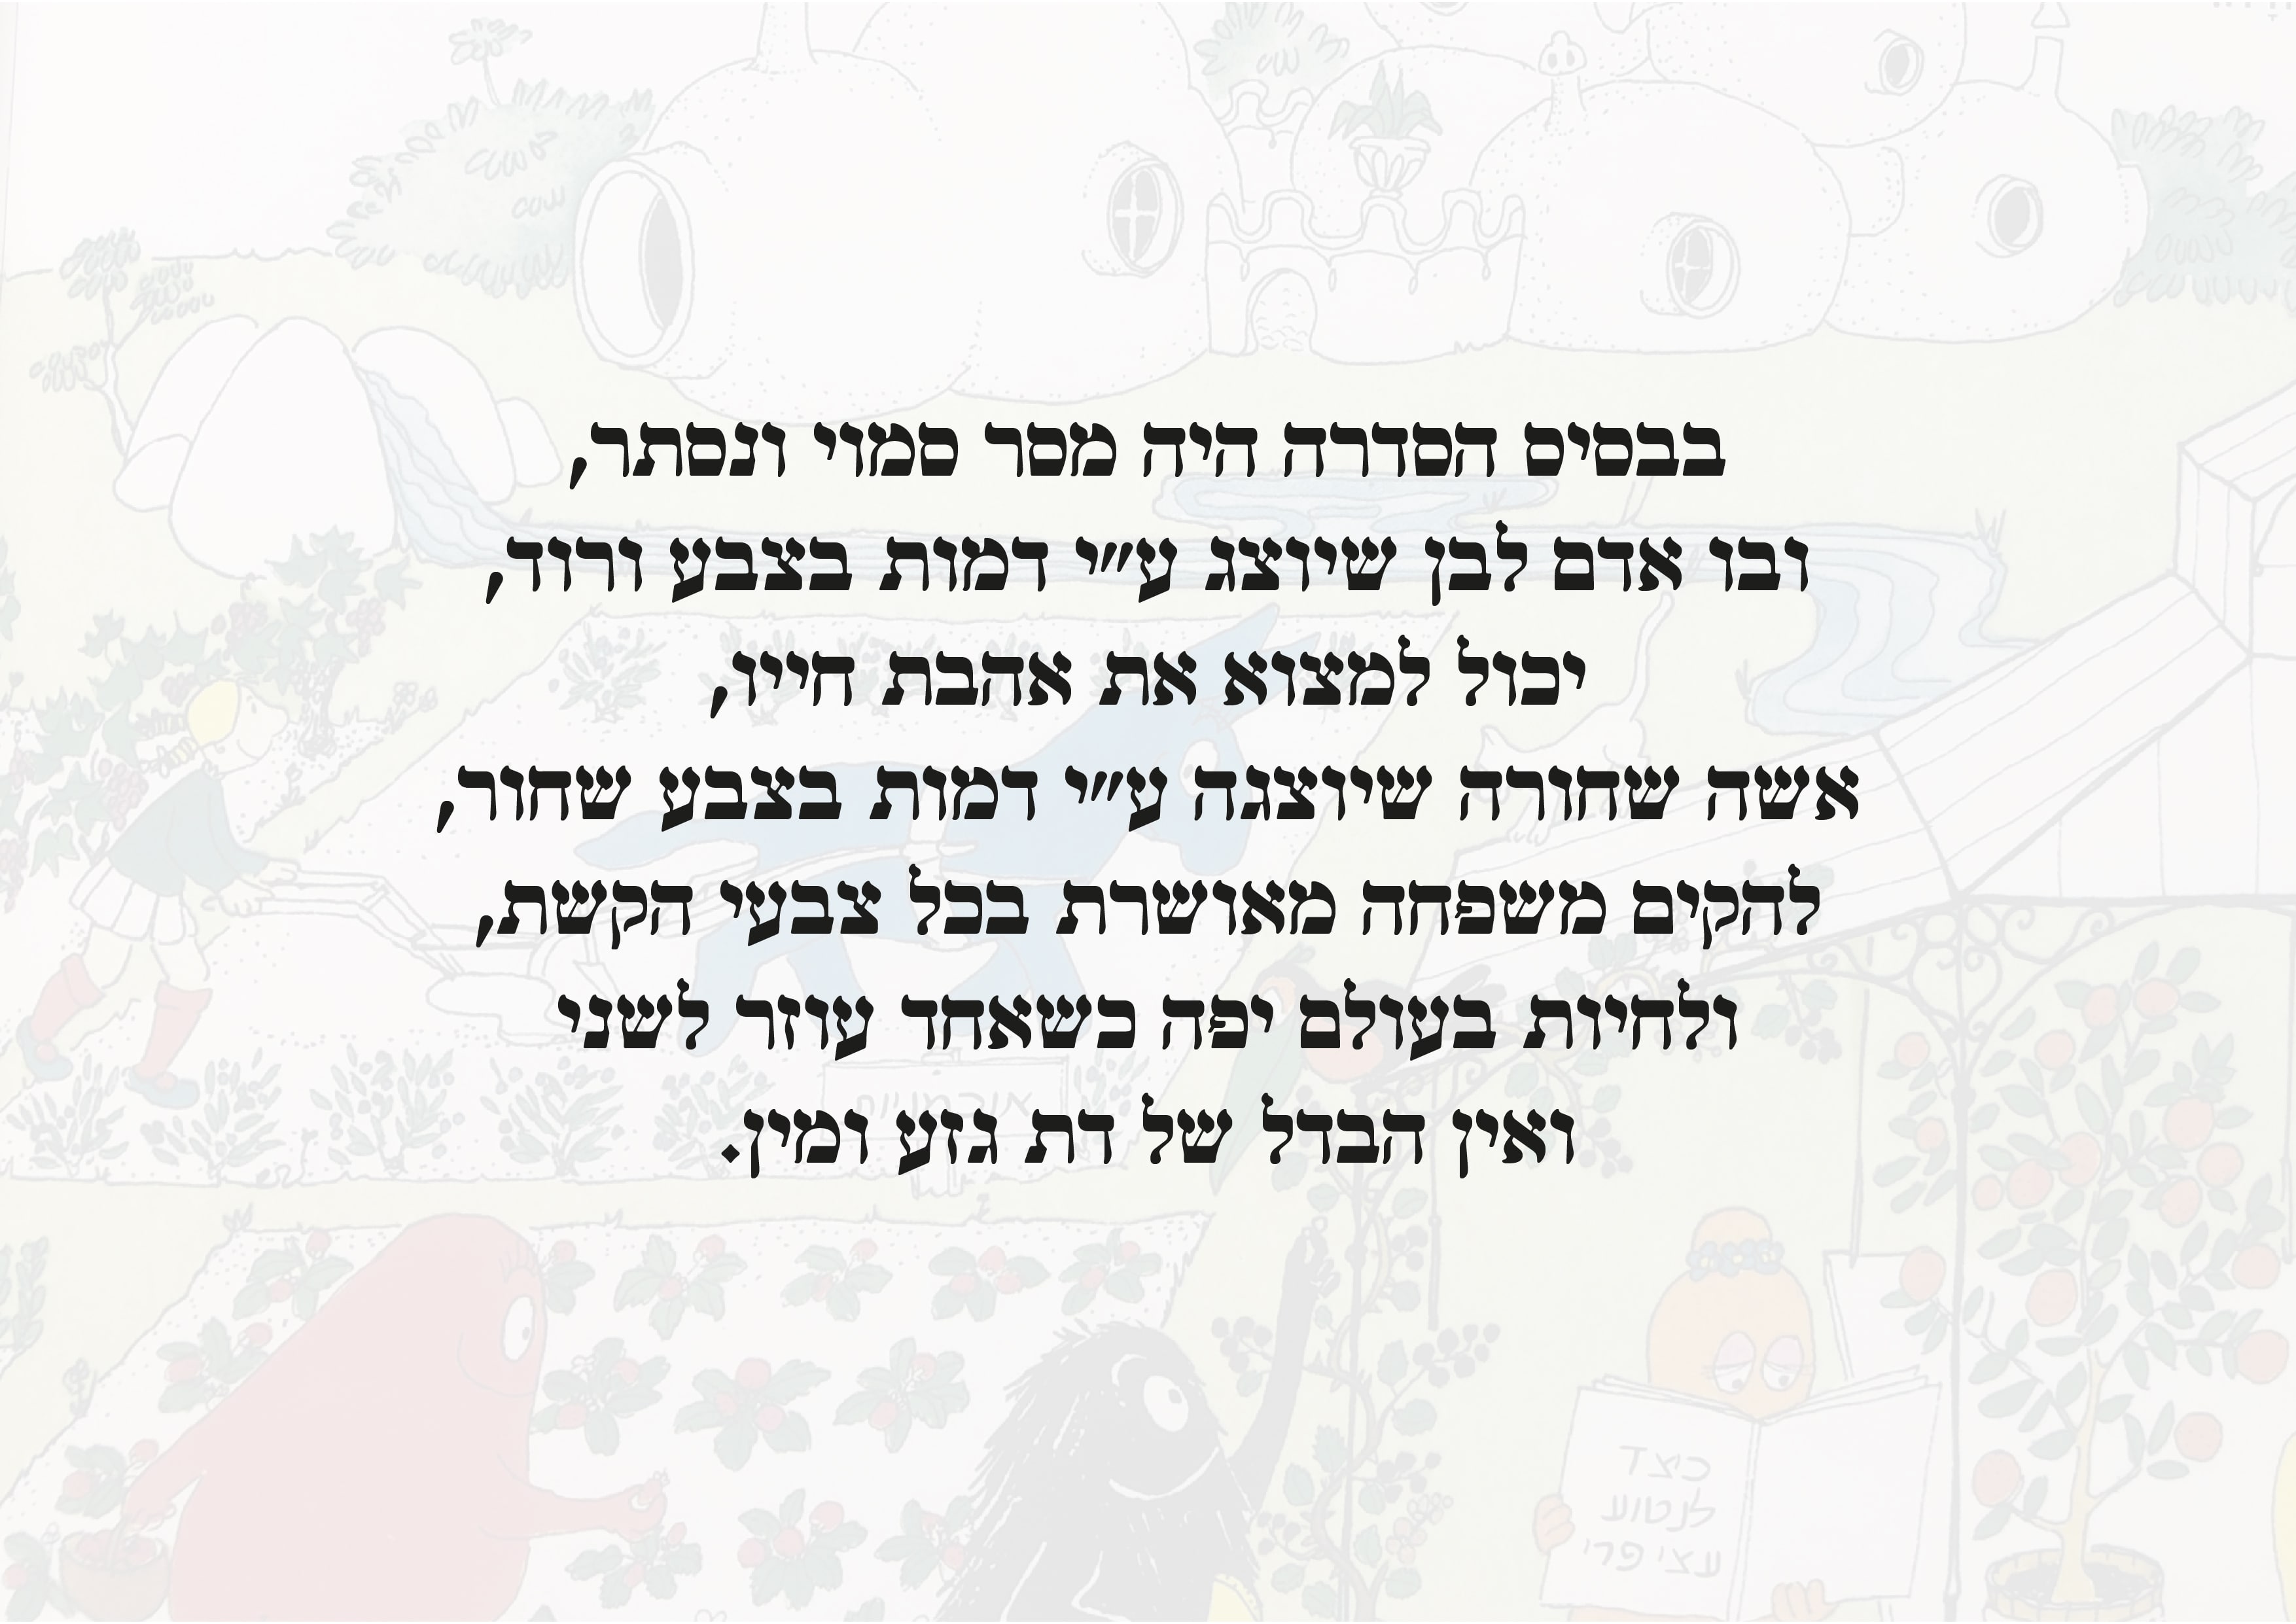 בבסיס הסדרה היה מסר סמוי ונסתר,
ובו אדם לבן שיוצג ע״י דמות בצבע ורוד,
יכול למצוא את אהבת חייו,
אשה שחורה שיוצגה ע״י דמות בצבע שחור,
להקים משפחה מאושרת בכל צבעי הקשת,
ולחיות בעולם יפה כשאחד עוזר לשני
ואין הבדל של דת גזע ומין.
כיצד
לנטוע
עצי פרי